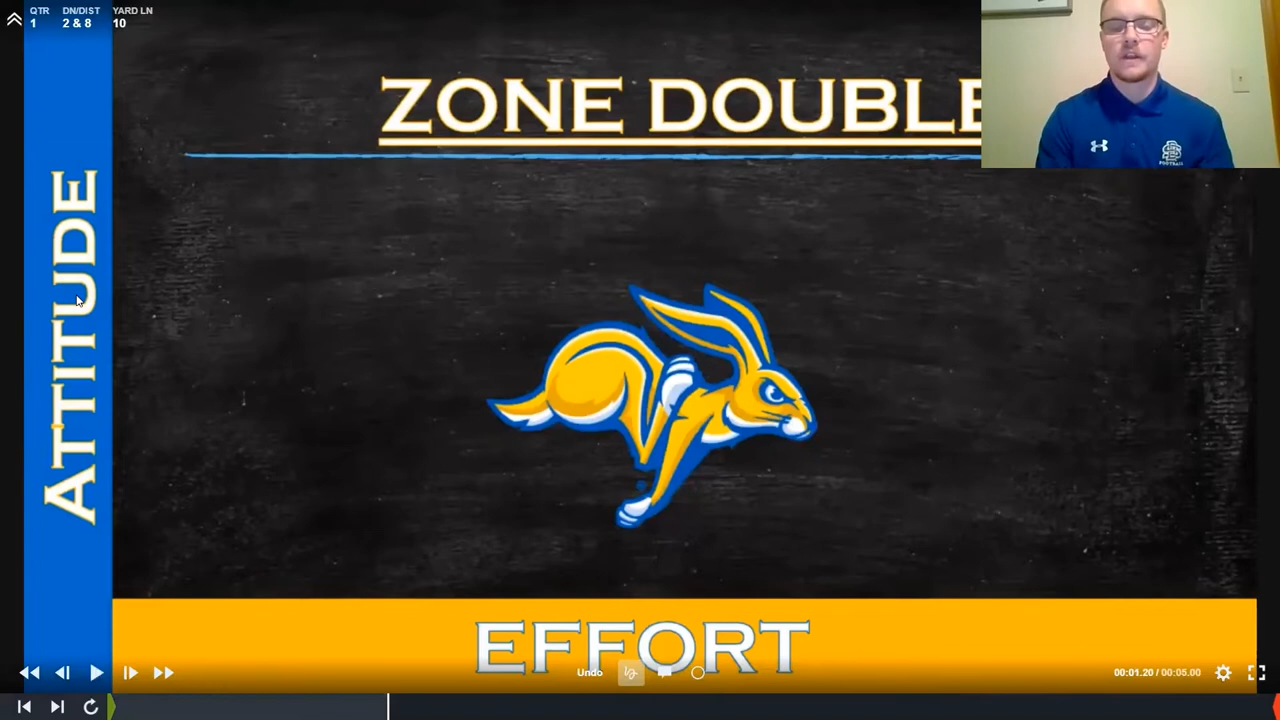 QTR DN/DIST YARD LN
1 2 & 8 10
ZONE DOUBLE
ATTITUDE
EFFORT
Undo
00:01.20 / 00:05.00
FOOTBALL